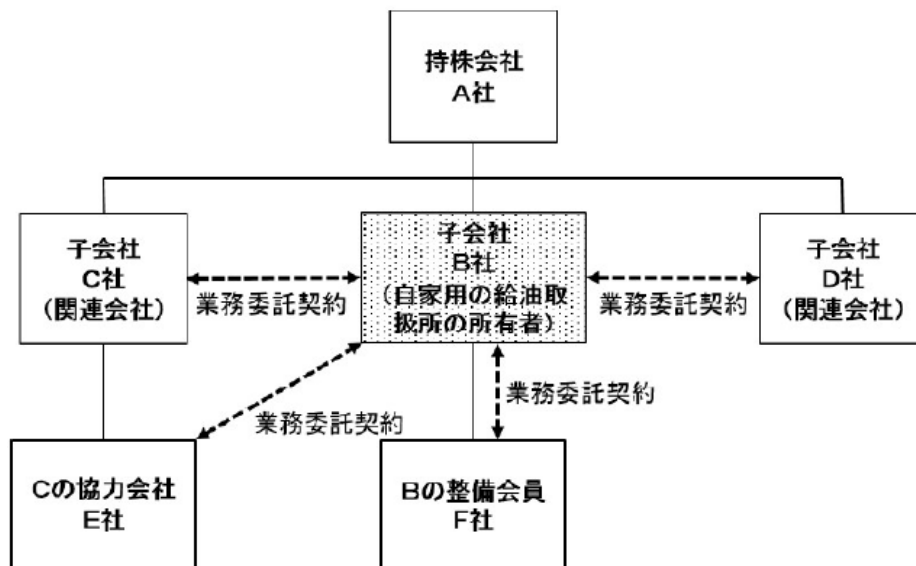 持株会社
A社
子会社
C社
(関連会社)
業務委託契約
子会社
B社
(自家用の給油取
扱所の所有者)
業務委託契約
子会社
D社
(関連会社)
業務委託契約
業務委託契約
Cの協力会社
E社
Bの整備会員
F社